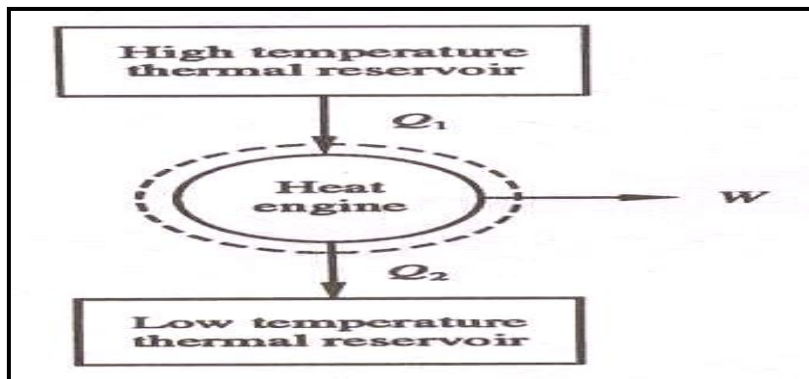 High temperature
thermal reservoir
Q₁
Heat
engine
W
Q₂
Low temperature
thermal reservoir